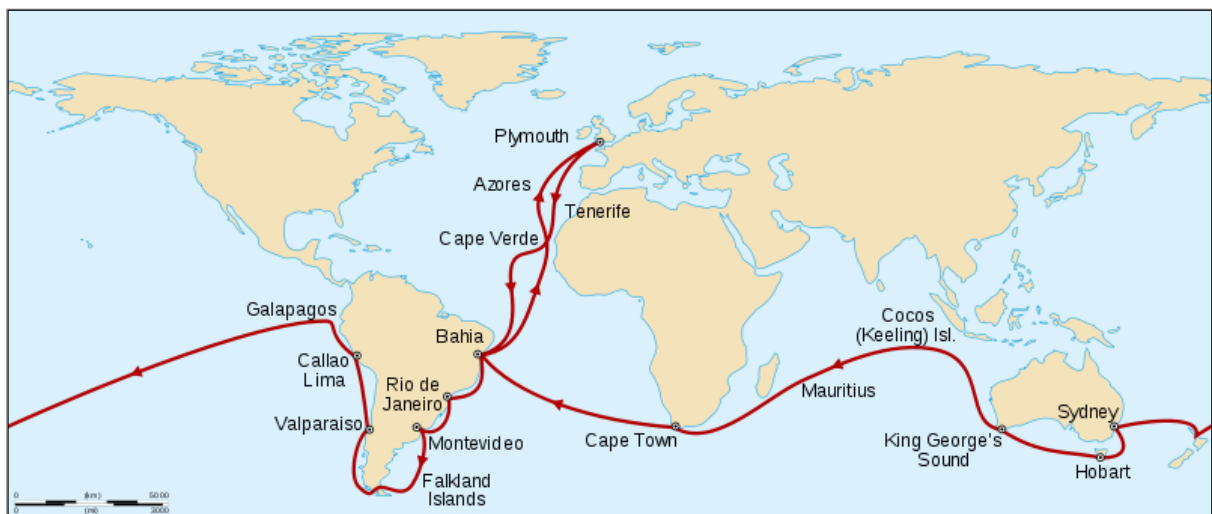 Plymouth
Azores
Tenerife
Cape Verde
Galapagos
Cocos
(Keeling) Isl.
Bahia
Callao
Lima
Rio de
Janeiro
Mauritius
Valparaiso
Sydney
Montevideo
Cape Town
King George's
Sound
Hobart
Falkland
Islands
0 (km) 5000
0 (mi) 3000